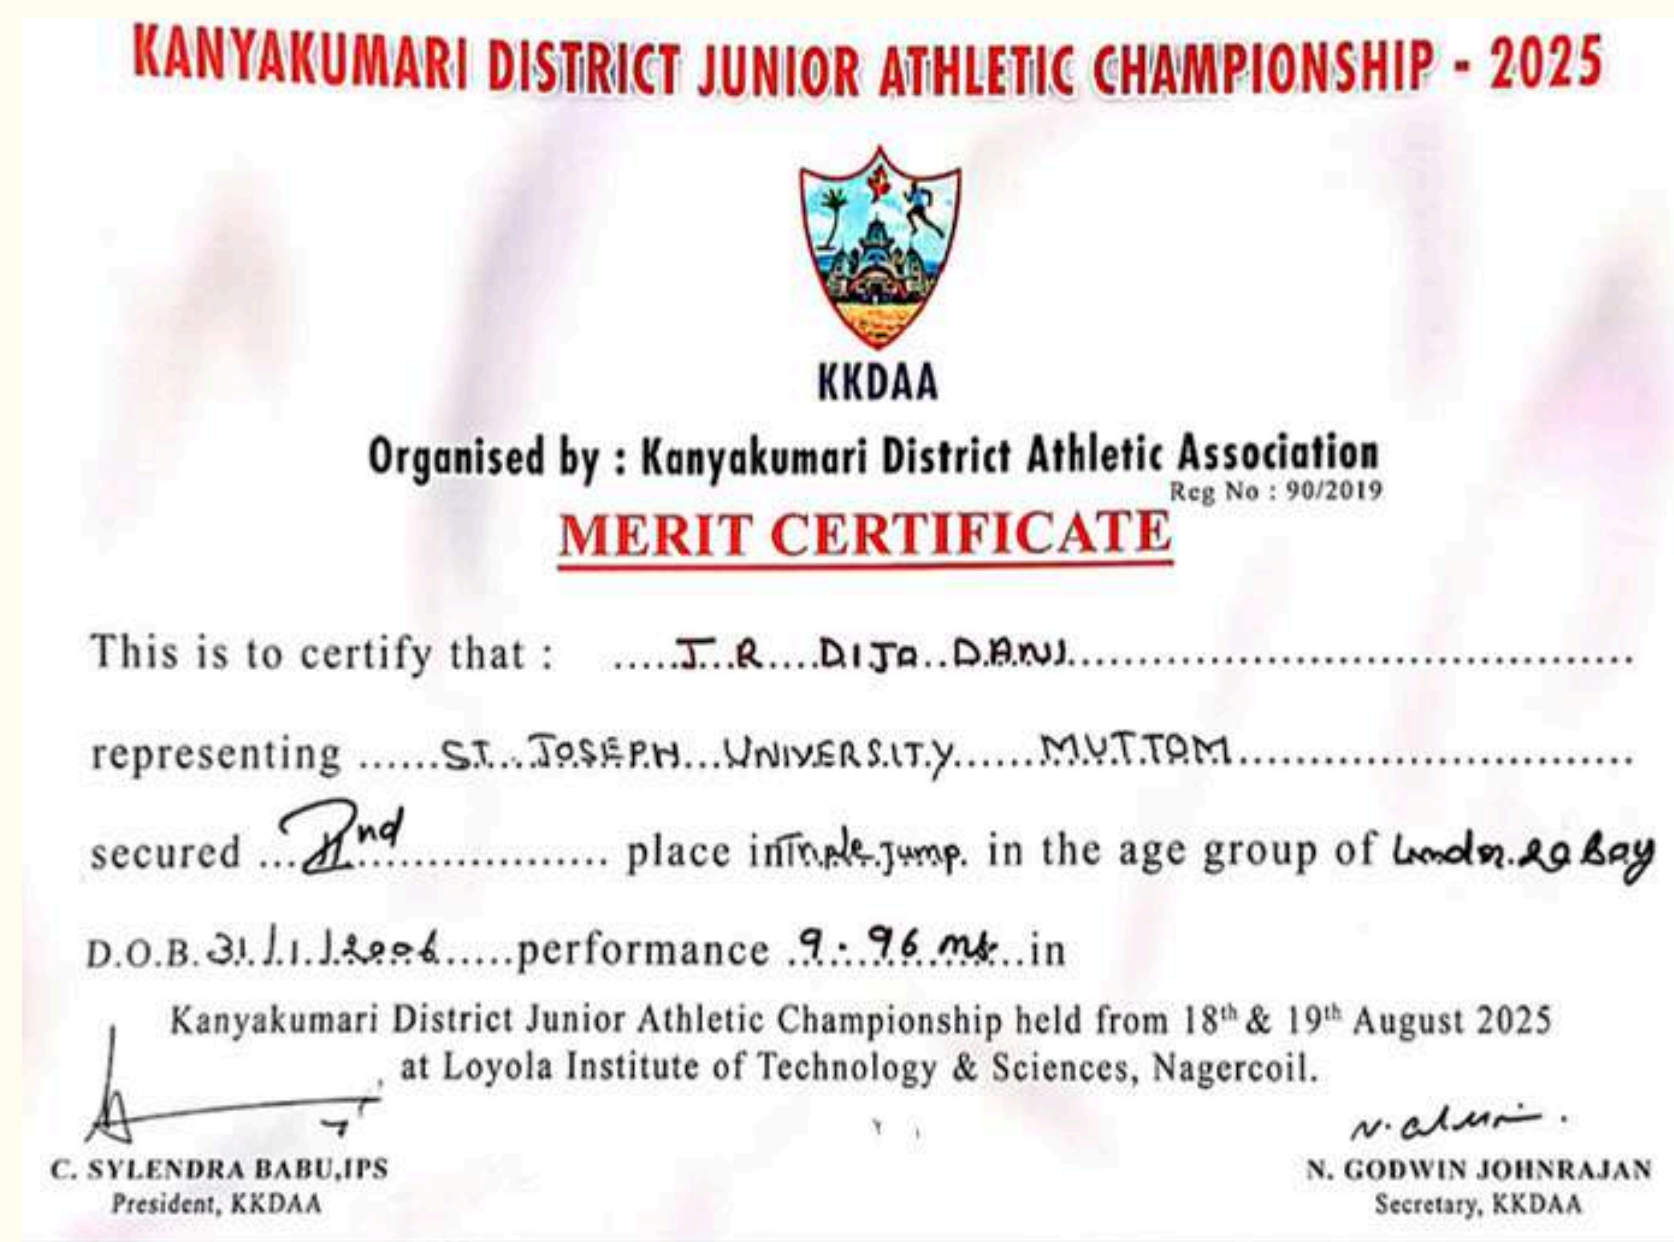 KANYAKUMARI DISTRICT JUNIOR ATHLETIC CHAMPIONSHIP - 2025
KKDAA
Organised by : Kanyakumari District Athletic Association
Reg No : 90/2019
MERIT CERTIFICATE
This is to certify that : J.R DIJO DANI
representing ST. JOSEPH UNIVERSITY MUTTOM
secured IInd place in Triple jump in the age group of under 20 Boy
D.O.B. 31/1/2006 performance 9.96 mts in
Kanyakumari District Junior Athletic Championship held from 18th & 19th August 2025
at Loyola Institute of Technology & Sciences, Nagercoil.
C. SYLENDRA BABU,IPS
President, KKDAA
N. GODWIN JOHNRAJAN
Secretary, KKDAA